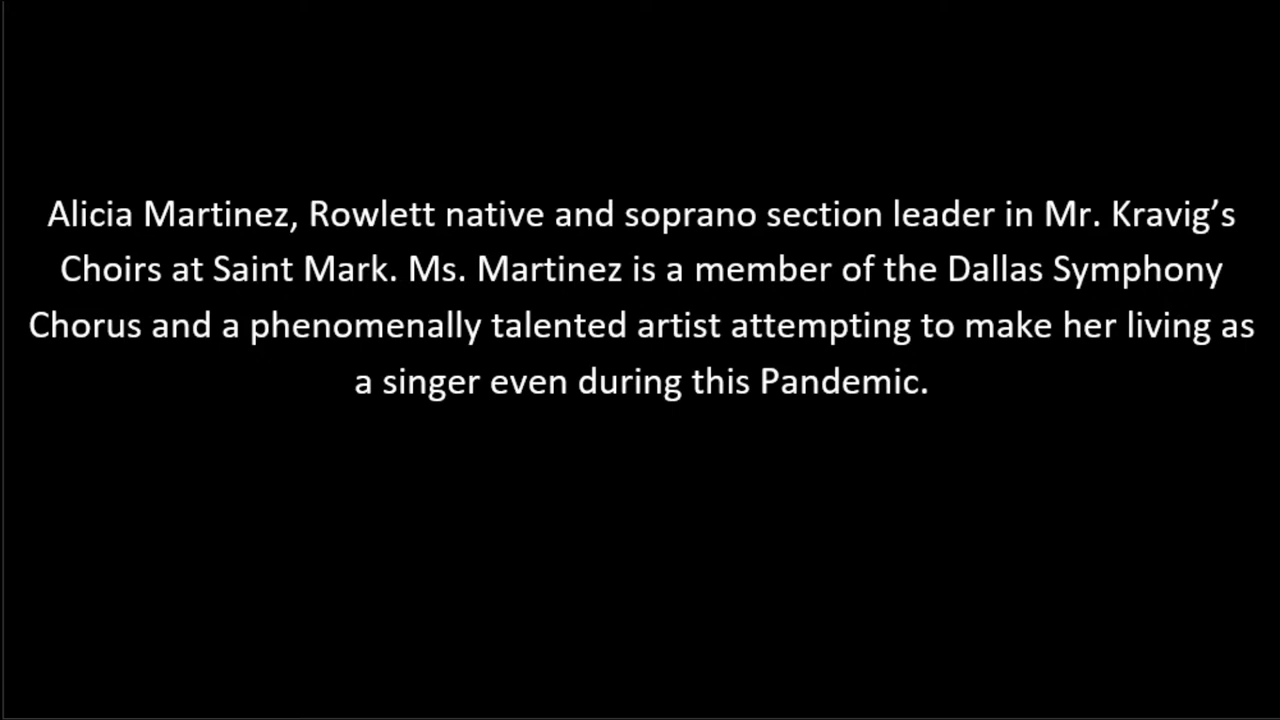 Alicia Martinez, Rowlett native and soprano section leader in Mr. Kravig’s
Choirs at Saint Mark. Ms. Martinez is a member of the Dallas Symphony
Chorus and a phenomenally talented artist attempting to make her living as
a singer even during this Pandemic.